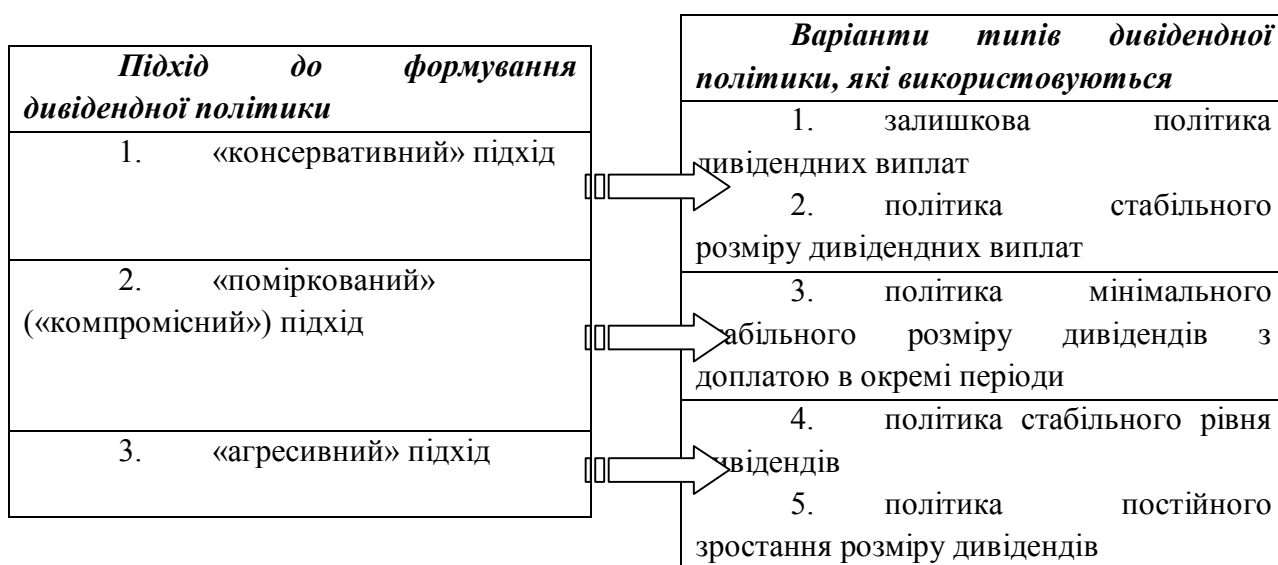 Підхід до формування
дивідендної політики
1. «консервативний» підхід
2. «поміркований»
(«компромісний») підхід
3. «агресивний» підхід
Варіанти типів дивідендної
політики, які використовуються
1. залишкова політика
дивідендних виплат
2. політика стабільного
розміру дивідендних виплат
3. політика мінімального
стабільного розміру дивідендів з
доплатою в окремі періоди
4. політика стабільного рівня
дивідендів
5. політика постійного
зростання розміру дивідендів